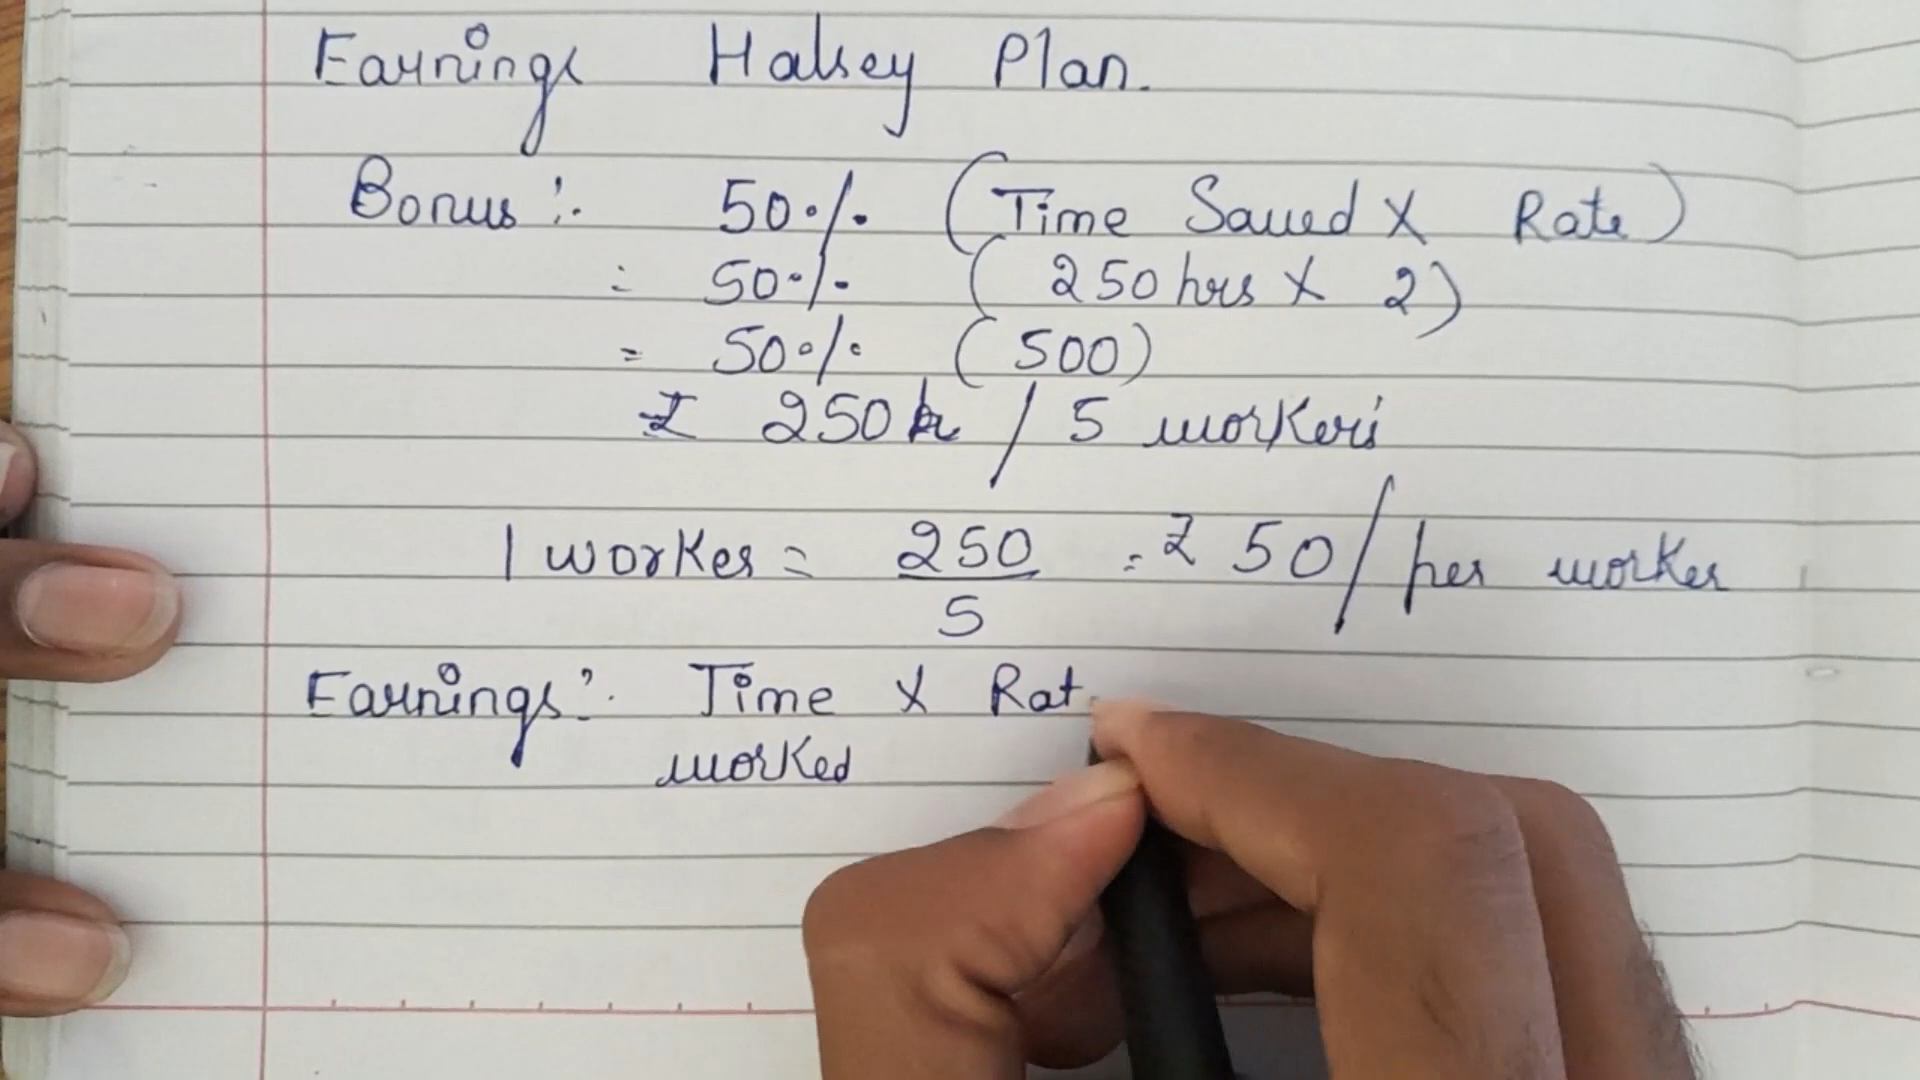 Earnings Halsey Plan.
Bonus :- 50% (Time Saved X Rate)
= 50% (250 hrs X 2)
= 50% (500)
₹ 250 / 5 workers
1 worker = 250/5 = ₹ 50/ per worker
Earnings :- Time X Rat
worked